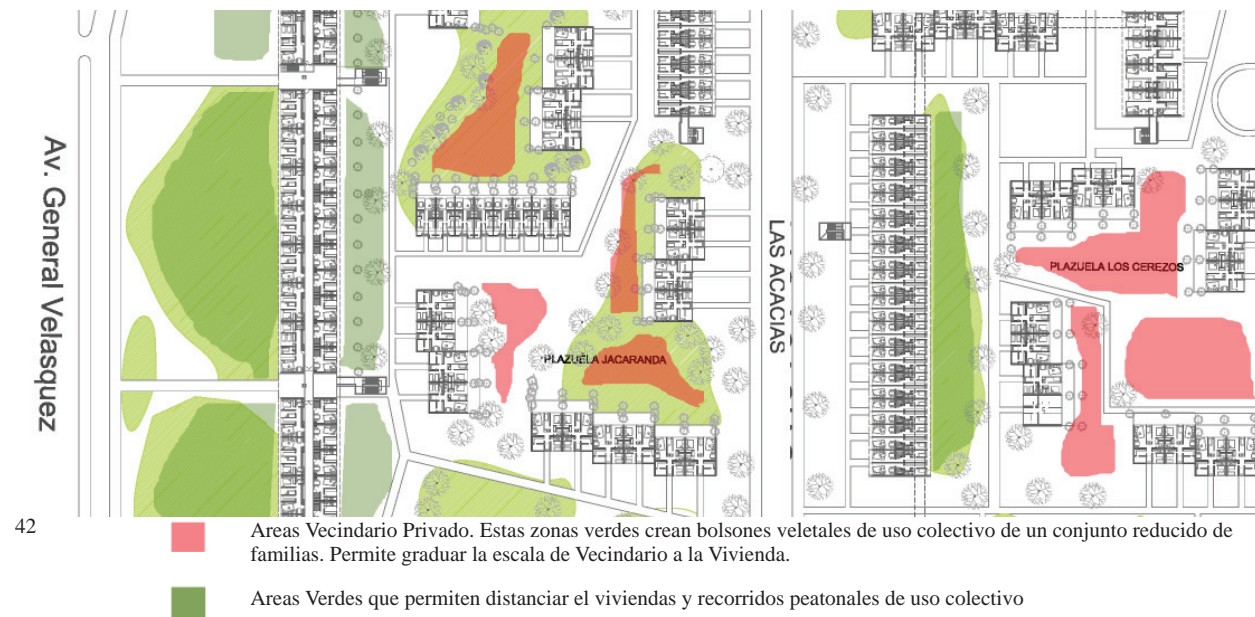 Av. General Velasquez
PLAZUELA JACARANDA
LAS ACACIAS
PLAZUELA LOS CEREZOS
42
Areas Vecindario Privado. Estas zonas verdes crean bolsones veletales de uso colectivo de un conjunto reducido de
familias. Permite graduar la escala de Vecindario a la Vivienda.
Areas Verdes que permiten distanciar el viviendas y recorridos peatonales de uso colectivo